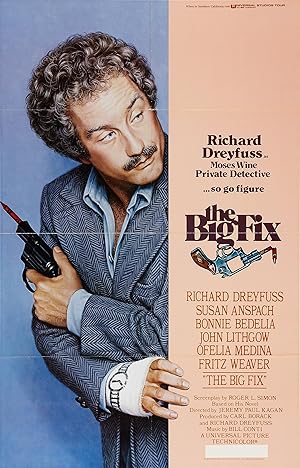 Richard
Dreyfuss as
Moses Wine
Private Detective
...so go figure
the
Big Fix
RICHARD DREYFUSS
SUSAN ANSPACH
BONNIE BEDELIA
JOHN LITHGOW
OFELIA MEDINA
FRITZ WEAVER
"THE BIG FIX"
Screenplay by ROGER L. SIMON
Based on His Novel
Directed by JEREMY PAUL KAGAN
Produced by CARL BORACK
and RICHARD DREYFUSS
Music by BILL CONTI
A UNIVERSAL PICTURE
TECHNICOLOR®